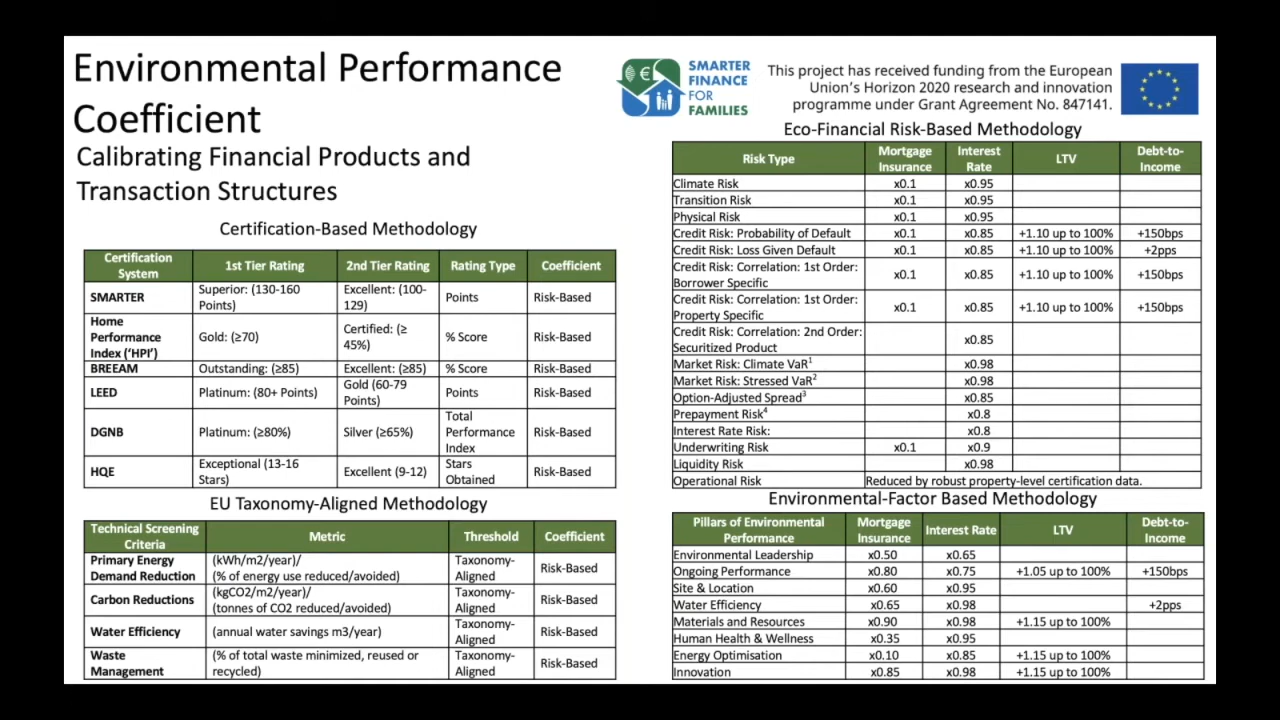 Environmental Performance
Coefficient
Calibrating Financial Products and
Transaction Structures
SMARTER
FINANCE
FOR
FAMILIES
This project has received funding from the European
Union's Horizon 2020 research and innovation
programme under Grant Agreement No. 847141.
Certification-Based Methodology
Certification System | 1st Tier Rating | 2nd Tier Rating | Rating Type | Coefficient
SMARTER | Superior: (130-160 Points) | Excellent: (100-129) | Points | Risk-Based
Home Performance Index ('HPI') | Gold: (≥70) | Certified: (≥ 45%) | % Score | Risk-Based
BREEAM | Outstanding: (≥85) | Excellent: (≥85) | % Score | Risk-Based
LEED | Platinum: (80+ Points) | Gold (60-79 Points) | Points | Risk-Based
DGNB | Platinum: (≥80%) | Silver (≥65%) | Total Performance Index | Risk-Based
HQE | Exceptional (13-16 Stars) | Excellent (9-12) | Stars Obtained | Risk-Based
EU Taxonomy-Aligned Methodology
Technical Screening Criteria | Metric | Threshold | Coefficient
Primary Energy Demand Reduction | (kWh/m2/year)/ (% of energy use reduced/avoided) | Taxonomy-Aligned | Risk-Based
Carbon Reductions | (kgCO2/m2/year)/ (tonnes of CO2 reduced/avoided) | Taxonomy-Aligned | Risk-Based
Water Efficiency | (annual water savings m3/year) | Taxonomy-Aligned | Risk-Based
Waste Management | (% of total waste minimized, reused or recycled) | Taxonomy-Aligned | Risk-Based
Eco-Financial Risk-Based Methodology
Risk Type | Mortgage Insurance | Interest Rate | LTV | Debt-to-Income
Climate Risk | x0.1 | x0.95
Transition Risk | x0.1 | x0.95
Physical Risk | x0.1 | x0.95
Credit Risk: Probability of Default | x0.1 | x0.85 | +1.10 up to 100% | +150bps
Credit Risk: Loss Given Default | x0.1 | x0.85 | +1.10 up to 100% | +2pps
Credit Risk: Correlation: 1st Order: Borrower Specific | x0.1 | x0.85 | +1.10 up to 100% | +150bps
Credit Risk: Correlation: 1st Order: Property Specific | x0.1 | x0.85 | +1.10 up to 100% | +150bps
Credit Risk: Correlation: 2nd Order: Securitized Product | x0.85
Market Risk: Climate VaR1 | x0.98
Market Risk: Stressed VaR2 | x0.98
Option-Adjusted Spread3 | x0.85
Prepayment Risk4 | x0.8
Interest Rate Risk: | x0.8
Underwriting Risk | x0.1 | x0.9
Liquidity Risk | x0.98
Operational Risk | Reduced by robust property-level certification data.
Environmental-Factor Based Methodology
Pillars of Environmental Performance | Mortgage Insurance | Interest Rate | LTV | Debt-to-Income
Environmental Leadership | x0.50 | x0.65
Ongoing Performance | x0.80 | x0.75 | +1.05 up to 100% | +150bps
Site & Location | x0.60 | x0.95
Water Efficiency | x0.65 | x0.98 | +2pps
Materials and Resources | x0.90 | x0.98 | +1.15 up to 100%
Human Health & Wellness | x0.35 | x0.95
Energy Optimisation | x0.10 | x0.85 | +1.15 up to 100%
Innovation | x0.85 | x0.98 | +1.15 up to 100%